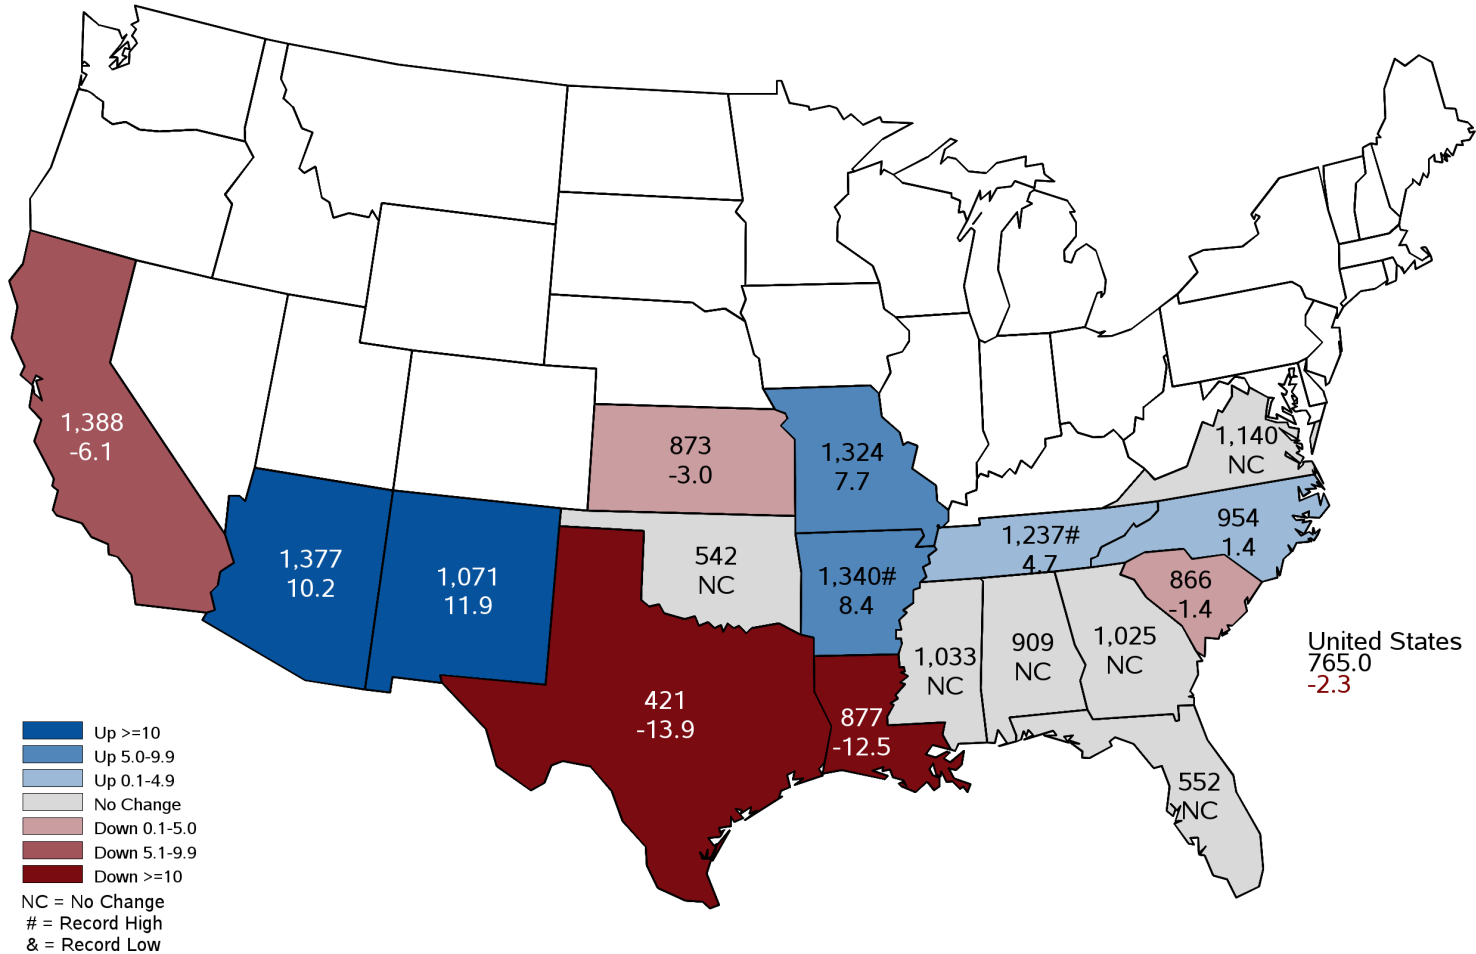 1,388
-6.1
873
-3.0
1,324
7.7
1,140
NC
1,377
10.2
1,071
11.9
542
NC
1,340#
8.4
1,237#
4.7
954
1.4
866
-1.4
1,033
NC
909
NC
1,025
NC
421
-13.9
877
-12.5
552
NC
United States
765.0
-2.3
Up >=10
Up 5.0-9.9
Up 0.1-4.9
No Change
Down 0.1-5.0
Down 5.1-9.9
Down >=10
NC = No Change
# = Record High
& = Record Low